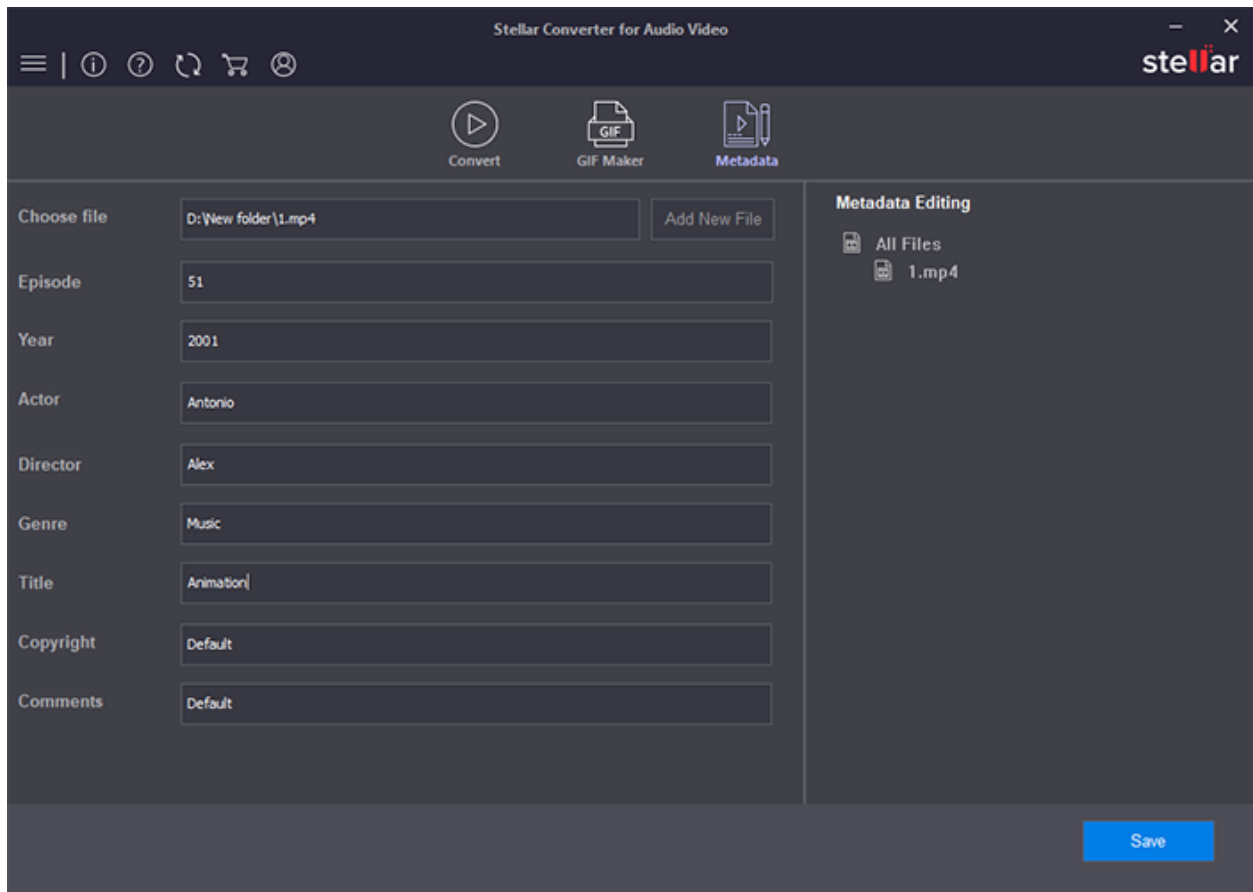 Stellar Converter for Audio Video
stellar
Convert
GIF
GIF Maker
Metadata
Choose file
D:\New folder\1.mp4
Add New File
Episode
51
Year
2001
Actor
Antonio
Director
Alex
Genre
Music
Title
Animation
Copyright
Default
Comments
Default
Metadata Editing
All Files
1.mp4
Save